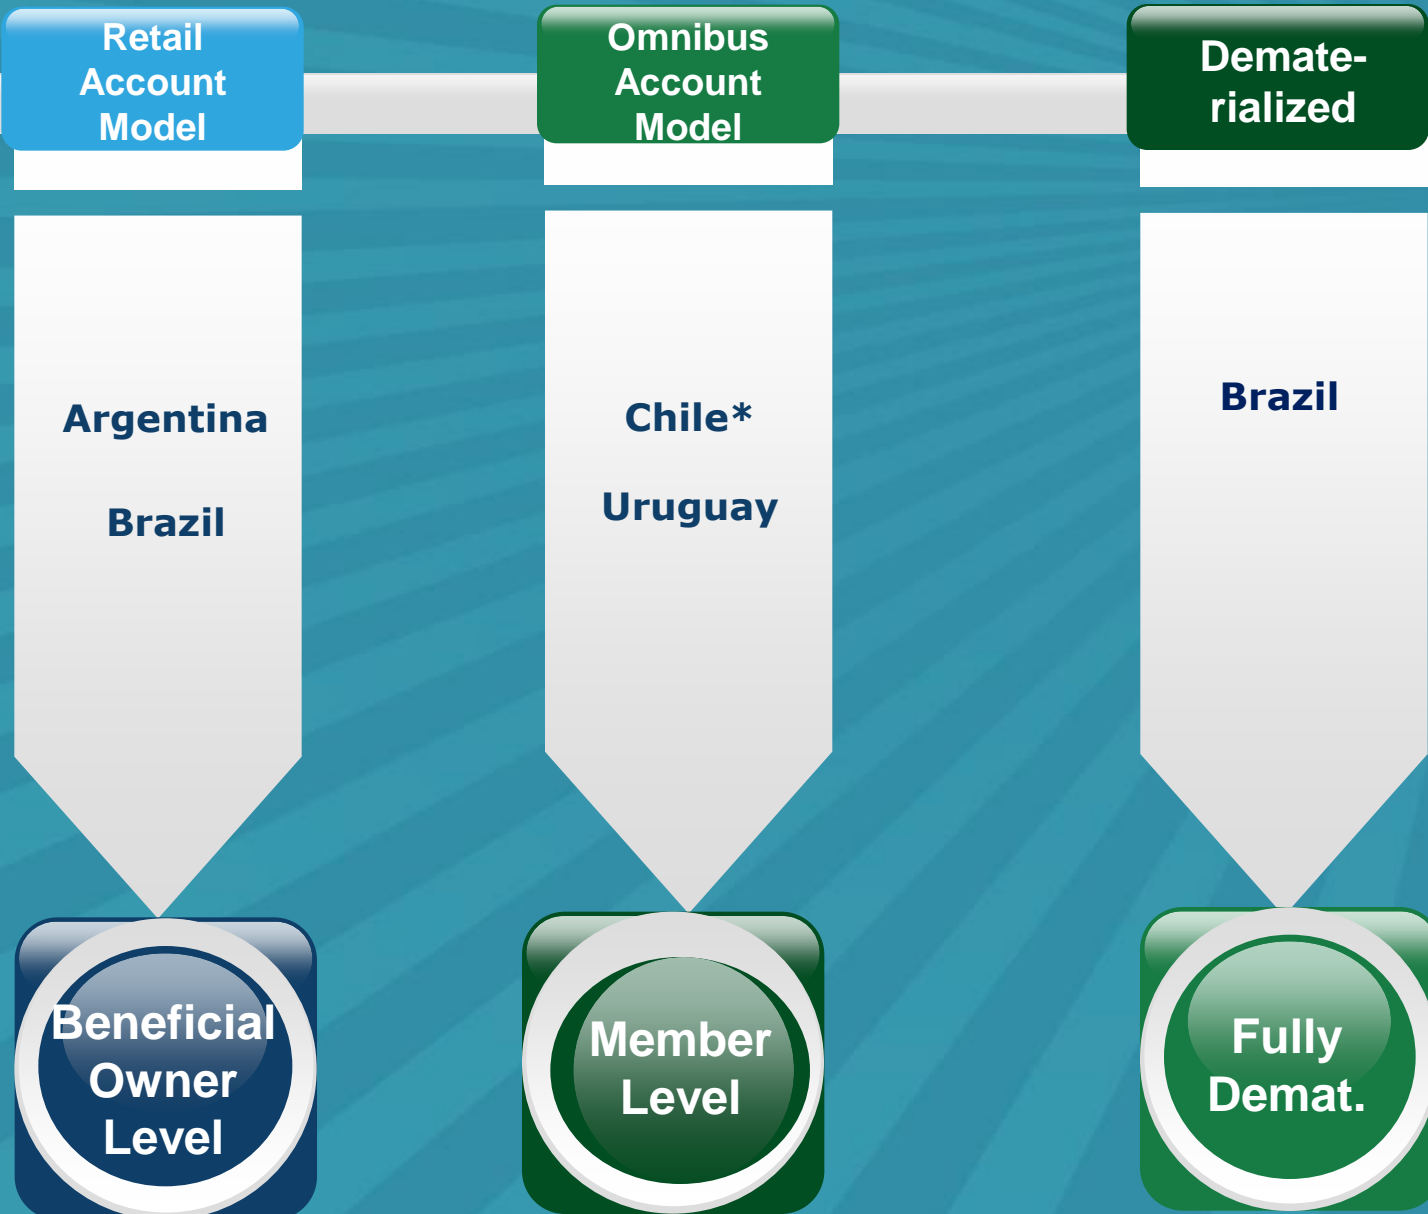 Retail
Account
Model
Omnibus
Account
Model
Demate-
rialized
Argentina
Brazil
Chile*
Uruguay
Brazil
Beneficial
Owner
Level
Member
Level
Fully
Demat.